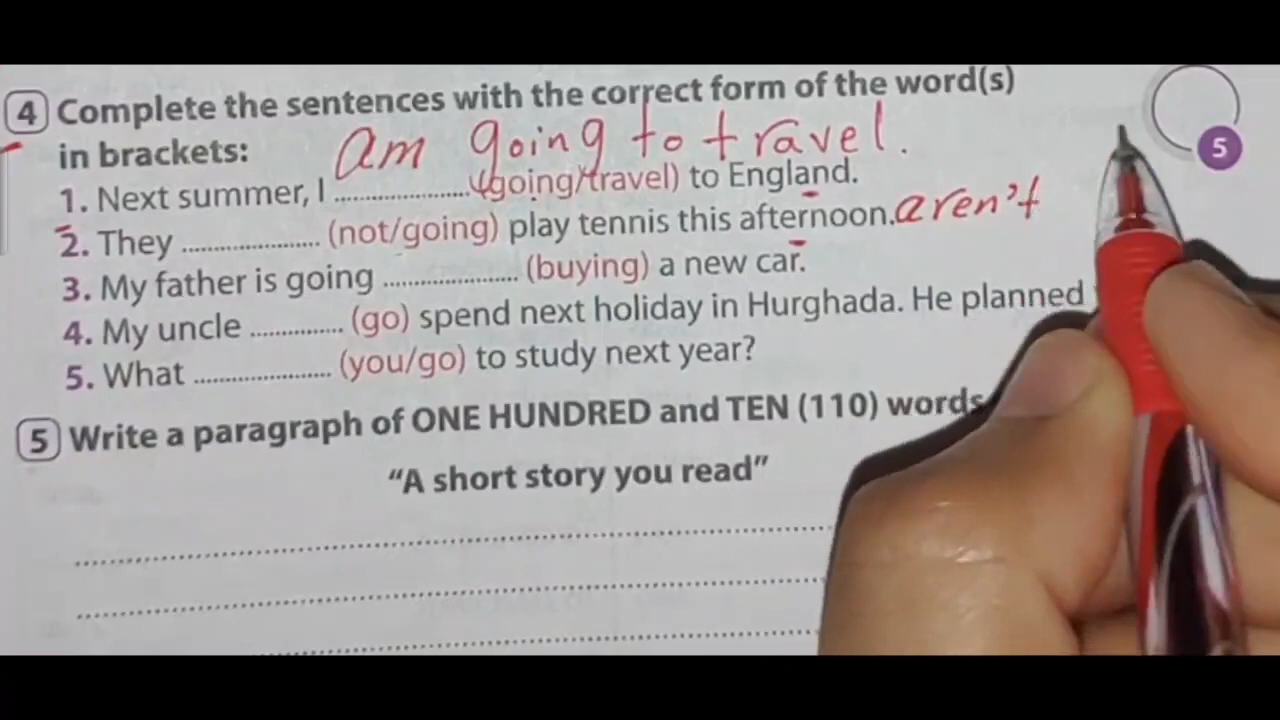 4 Complete the sentences with the correct form of the word(s)
in brackets:
am going to travel.
1. Next summer, I .................... (going/travel) to England.
2. They .................... (not/going) play tennis this afternoon. aren't
3. My father is going .................... (buying) a new car.
4. My uncle .............. (go) spend next holiday in Hurghada. He planned
5. What .................... (you/go) to study next year?
5
5 Write a paragraph of ONE HUNDRED and TEN (110) words
“A short story you read”